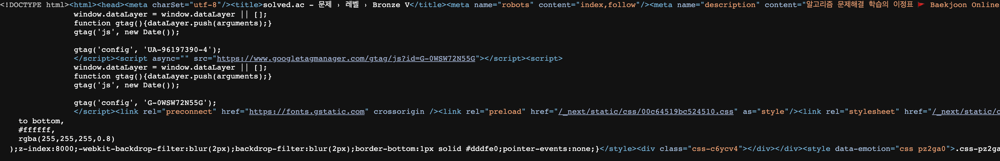 <!DOCTYPE html><html><head><meta charSet="utf-8"/><title>solved.ac - 문제 › 레벨 › Bronze V</title><meta name="robots" content="index,follow"/><meta name="description" content="알고리즘 문제해결 학습의 이정표 🚩 Baekjoon Online
window.dataLayer = window.dataLayer || [];
function gtag(){dataLayer.push(arguments);}
gtag('js', new Date());
gtag('config', 'UA-96197390-4');
</script><script async="" src="https://www.googletagmanager.com/gtag/js?id=G-0WSW72N55G"></script><script>
window.dataLayer = window.dataLayer || [];
function gtag(){dataLayer.push(arguments);}
gtag('js', new Date());
gtag('config', 'G-0WSW72N55G');
</script><link rel="preconnect" href="https://fonts.gstatic.com" crossorigin /><link rel="preload" href="/_next/static/css/00c64519bc524510.css" as="style"/><link rel="stylesheet" href="/_next/static/c
to bottom,
#ffffff,
rgba(255,255,255,0.8)
);z-index:8000;-webkit-backdrop-filter:blur(2px);backdrop-filter:blur(2px);border-bottom:1px solid #dddfe0;pointer-events:none;}</style><div class="css-c6ycv4"></div></div><style data-emotion="css pz2ga0">.css-pz2ga